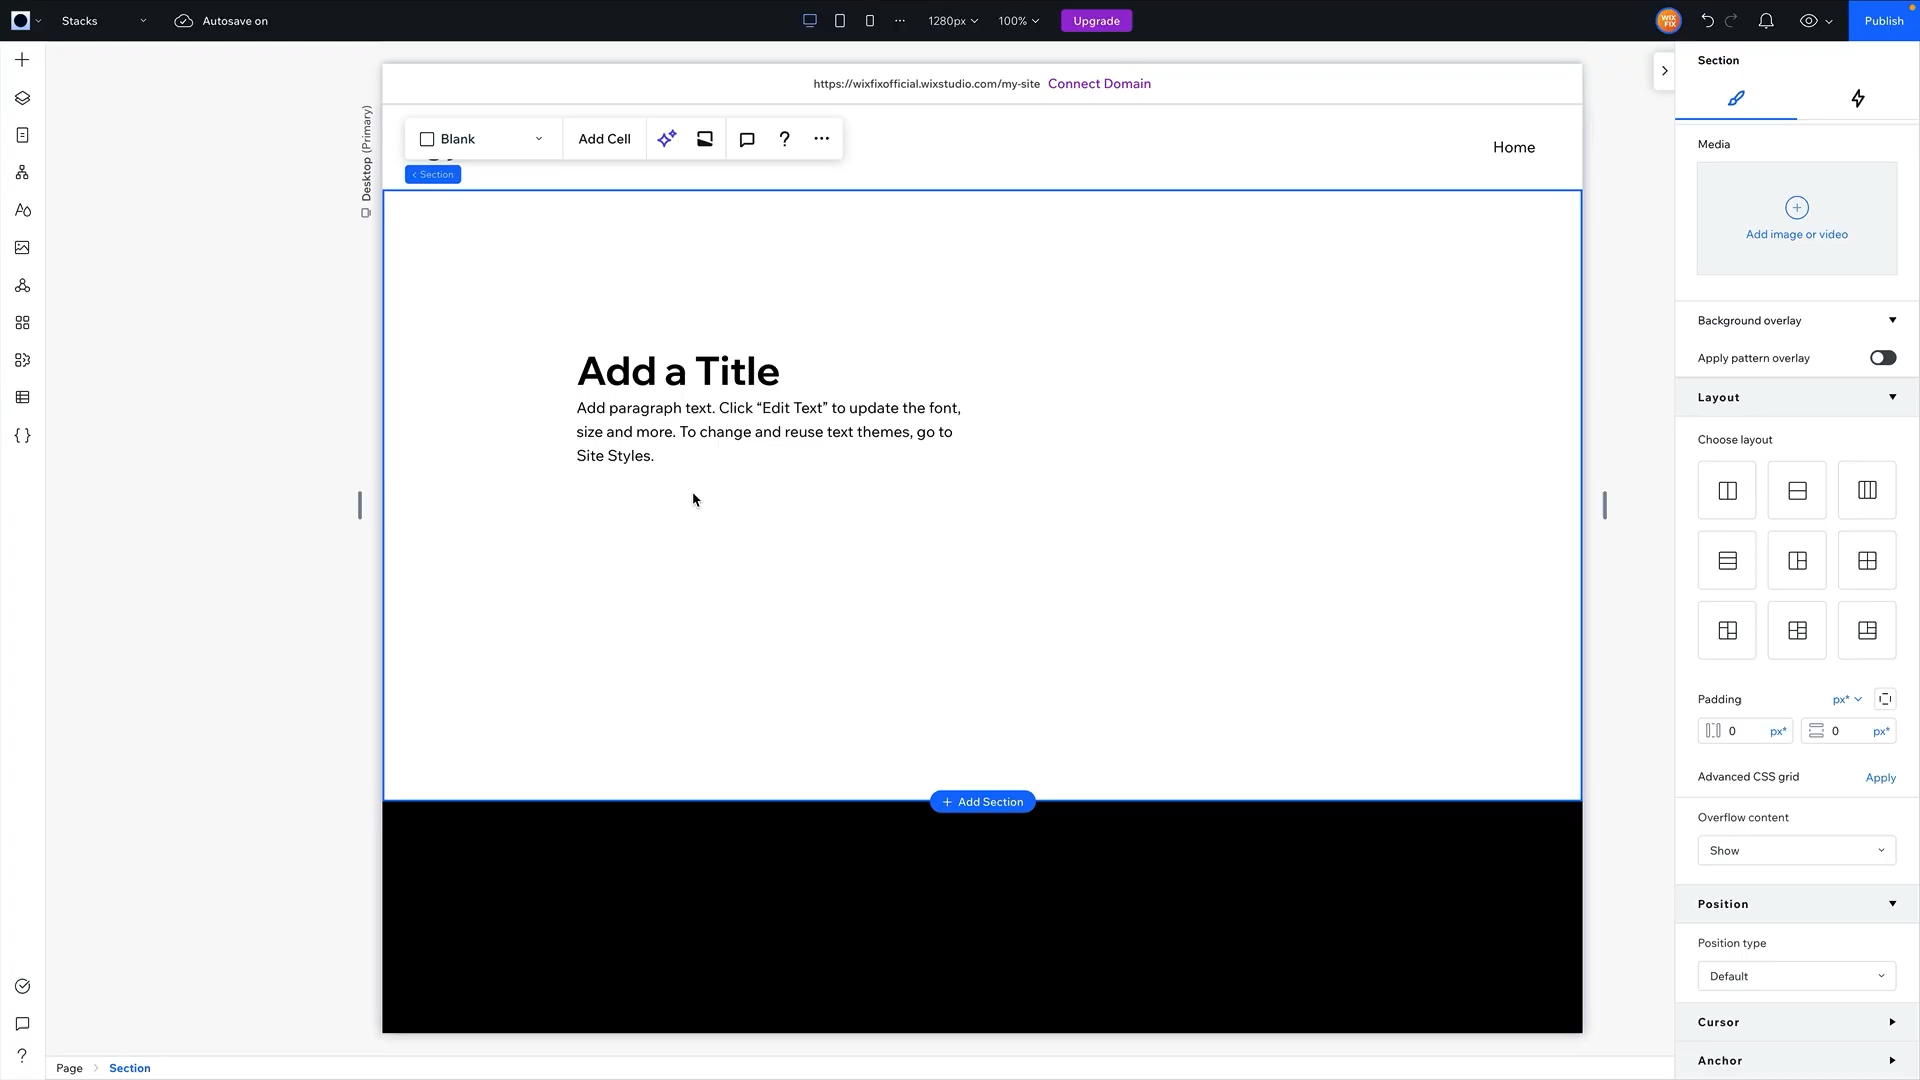 Stacks
Autosave on
1280px
100%
Upgrade
WIX
FIX
Publish
https://wixfixofficial.wixstudio.com/my-site Connect Domain
Desktop (Primary)
Blank
Add Cell
?
Section
Home
Add a Title
Add paragraph text. Click “Edit Text” to update the font,
size and more. To change and reuse text themes, go to
Site Styles.
+ Add Section
Section
Media
Add image or video
Background overlay
Apply pattern overlay
Layout
Choose layout
Padding
px*
0 px*
0 px*
Advanced CSS grid
Apply
Overflow content
Show
Position
Position type
Default
Cursor
Anchor
?
Page > Section